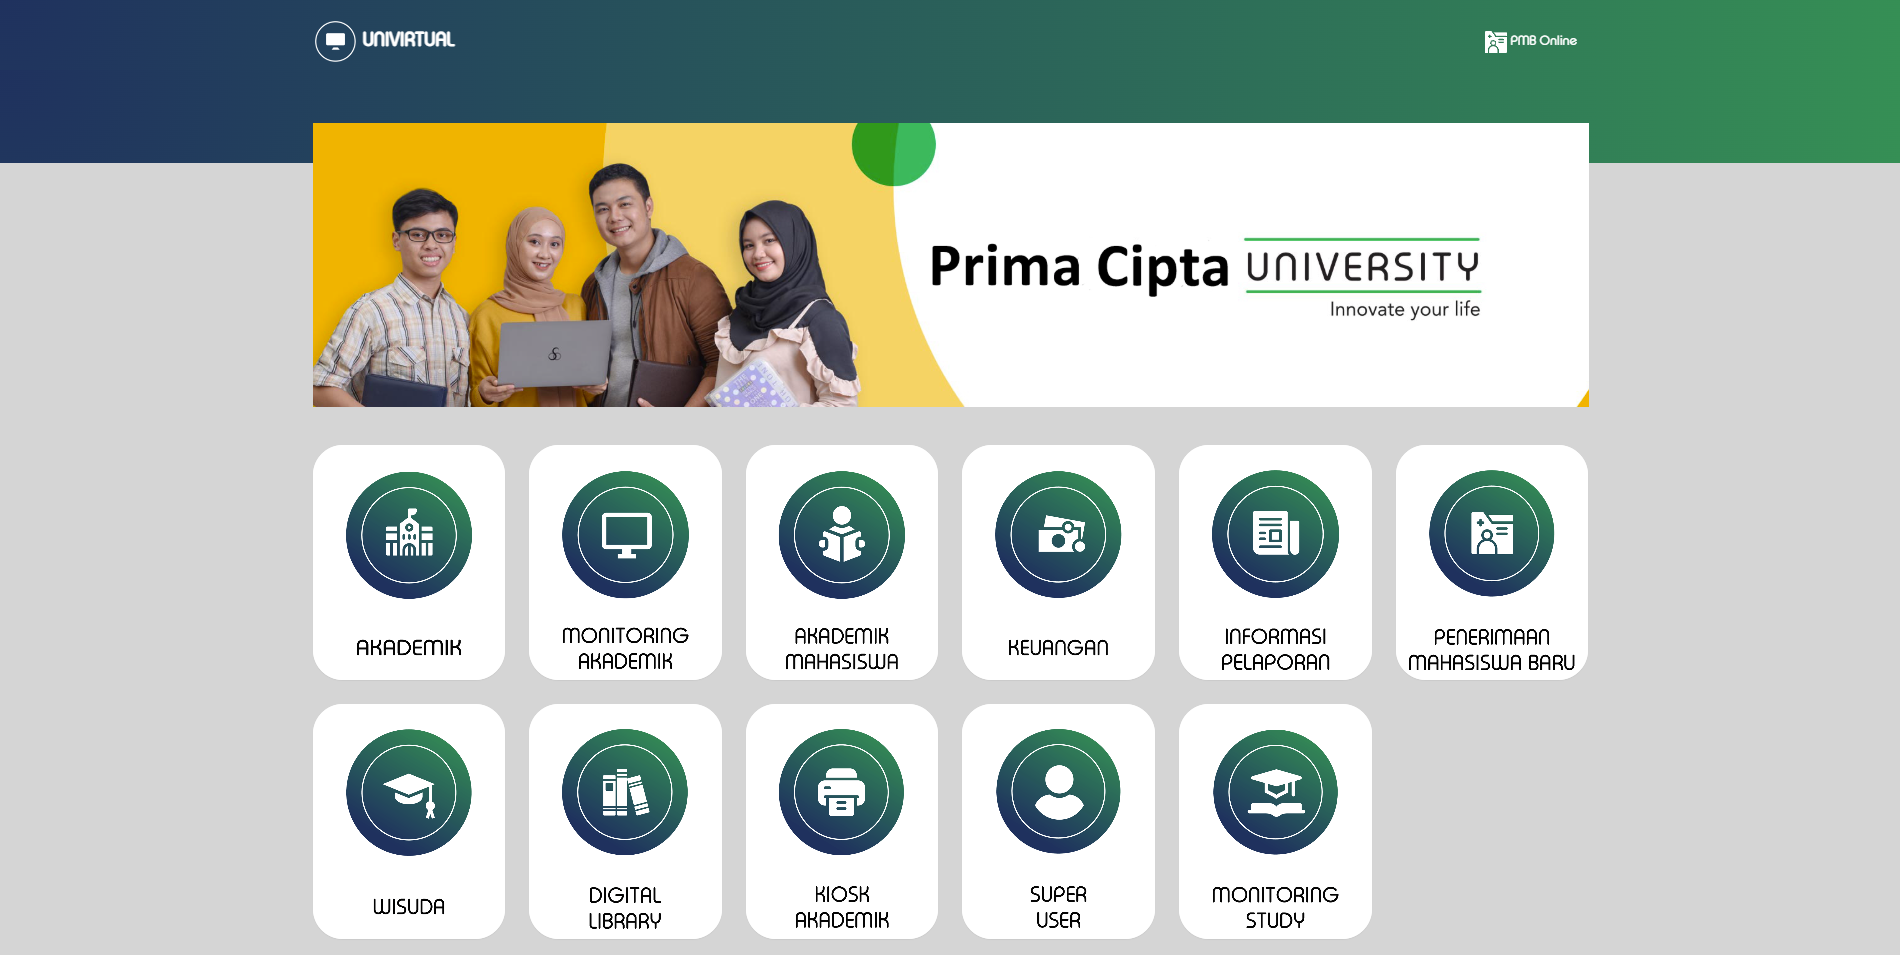 UNIVIRTUAL
PMB Online
Prima Cipta UNIVERSITY
Innovate your life
AKADEMIK
MONITORING
AKADEMIK
AKADEMIK
MAHASISWA
KEUANGAN
INFORMASI
PELAPORAN
PENERIMAAN
MAHASISWA BARU
WISUDA
DIGITAL
LIBRARY
KIOSK
AKADEMIK
SUPER
USER
MONITORING
STUDY